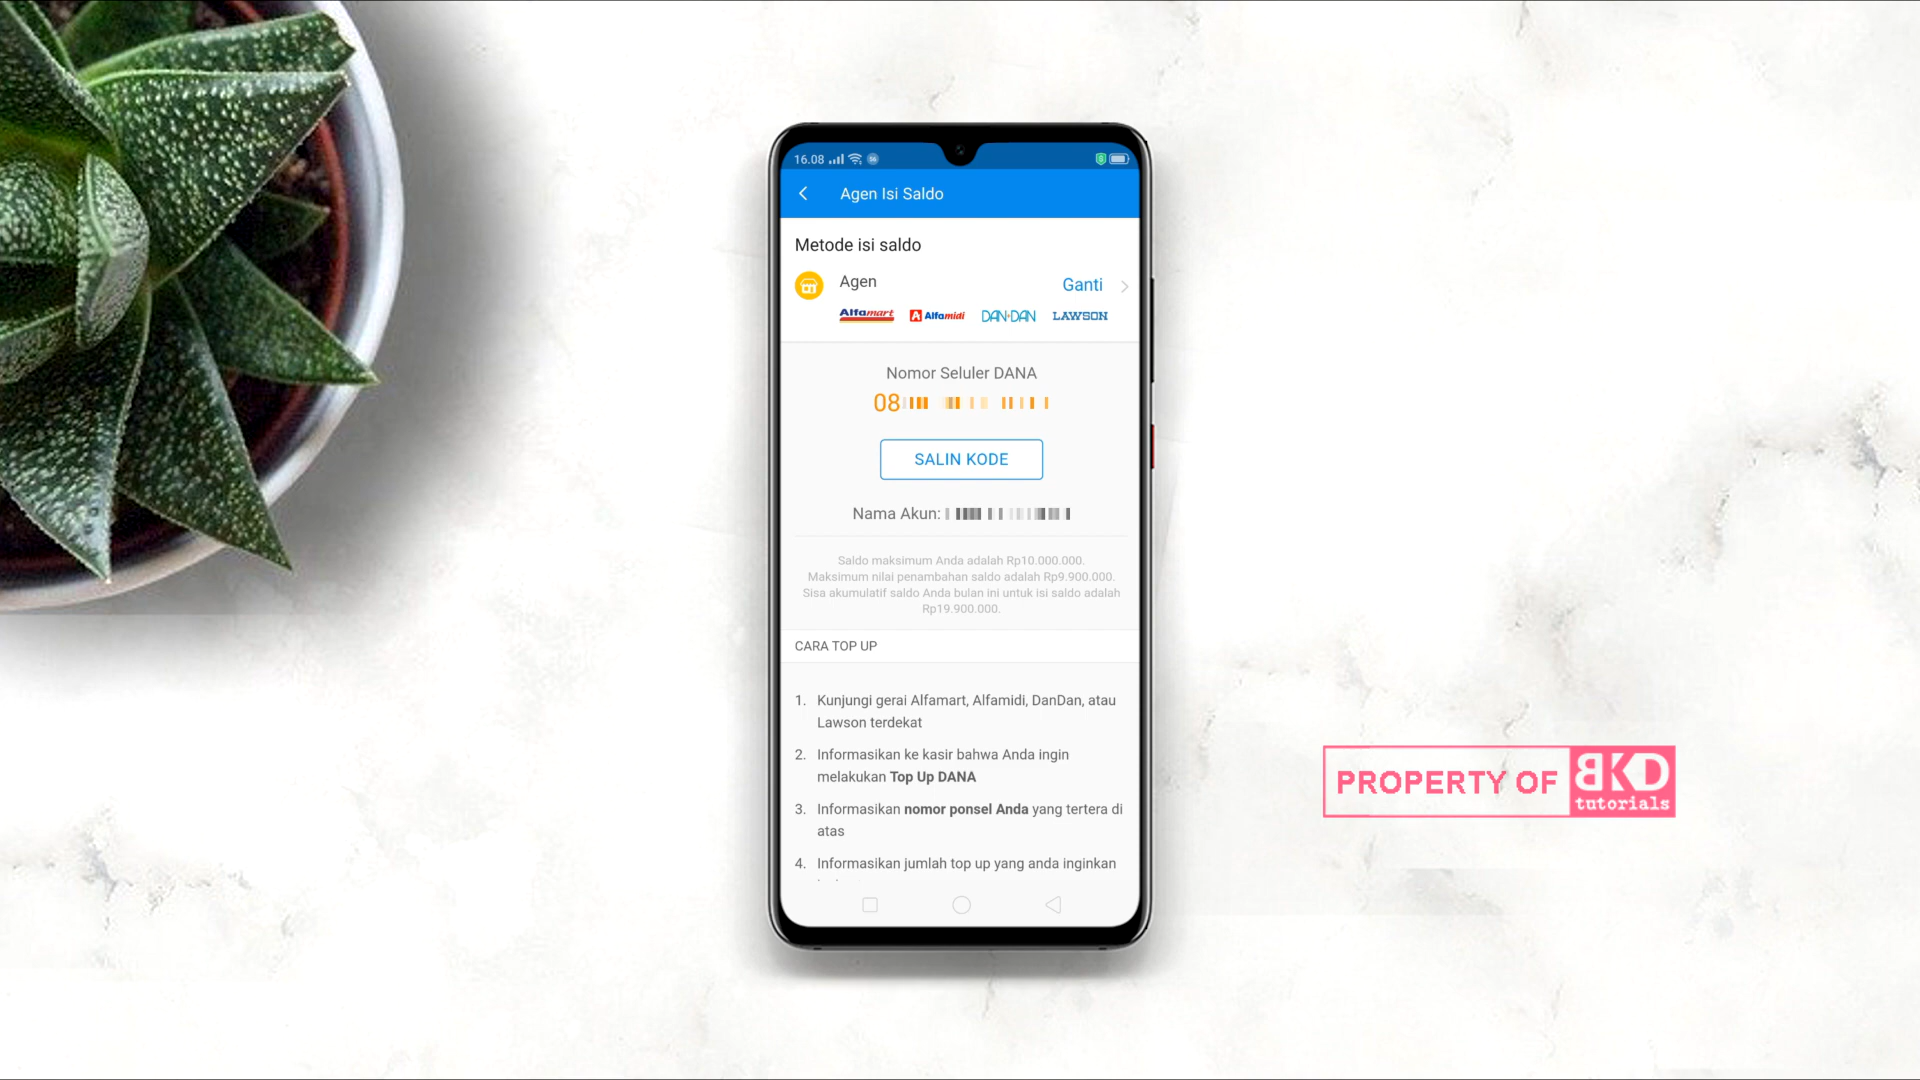 16.08
Agen Isi Saldo
Metode isi saldo
Agen
Ganti
Alfamart Alfamidi DAN+DAN LAWSON
Nomor Seluler DANA
08
SALIN KODE
Nama Akun:
Saldo maksimum Anda adalah Rp10.000.000.
Maksimum nilai penambahan saldo adalah Rp9.900.000.
Sisa akumulatif saldo Anda bulan ini untuk isi saldo adalah
Rp19.900.000.
CARA TOP UP
1. Kunjungi gerai Alfamart, Alfamidi, DanDan, atau
Lawson terdekat
2. Informasikan ke kasir bahwa Anda ingin
melakukan Top Up DANA
3. Informasikan nomor ponsel Anda yang tertera di
atas
4. Informasikan jumlah top up yang anda inginkan
PROPERTY OF BKD
tutorials